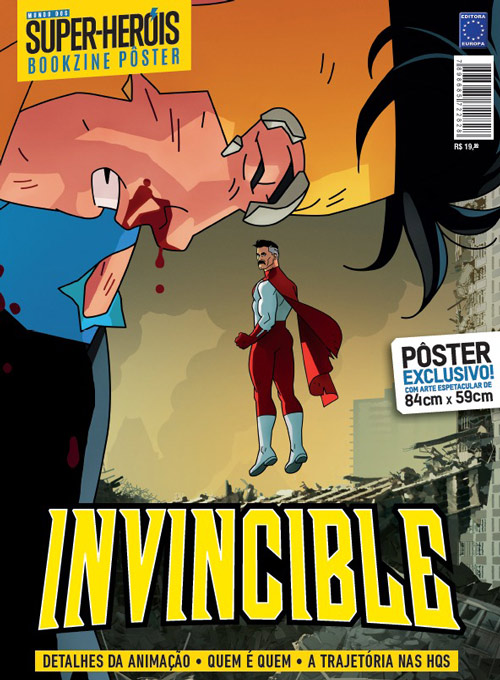 MUNDO DOS
SUPER-HERÓIS
BOOKZINE PÔSTER
EDITORA
EUROPA
R$ 19,90
PÔSTER
EXCLUSIVO!
COM ARTE ESPETACULAR DE
84cm x 59cm
INVINCIBLE
DETALHES DA ANIMAÇÃO • QUEM É QUEM • A TRAJETÓRIA NAS HQS